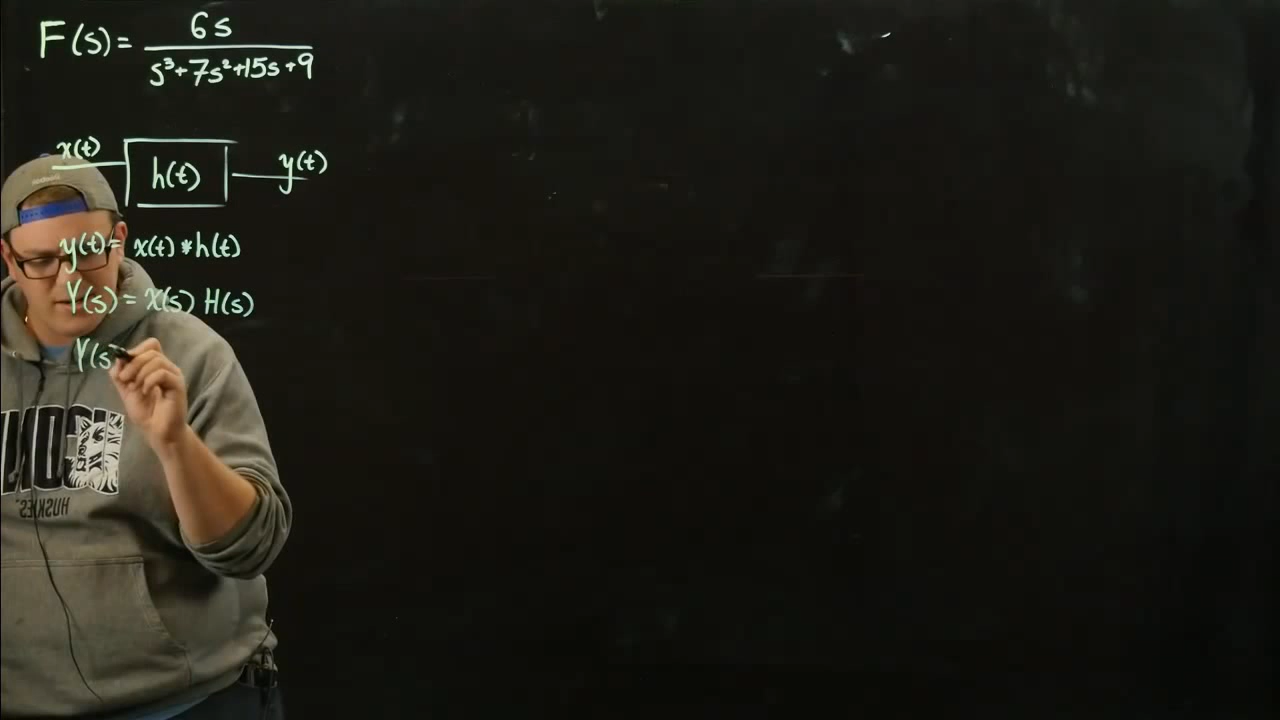 F(s) = 6s / s³+7s²+15s+9
x(t) h(t) y(t)
y(t) = x(t) * h(t)
Y(s) = X(s) H(s)
Y(s
HUSKIES